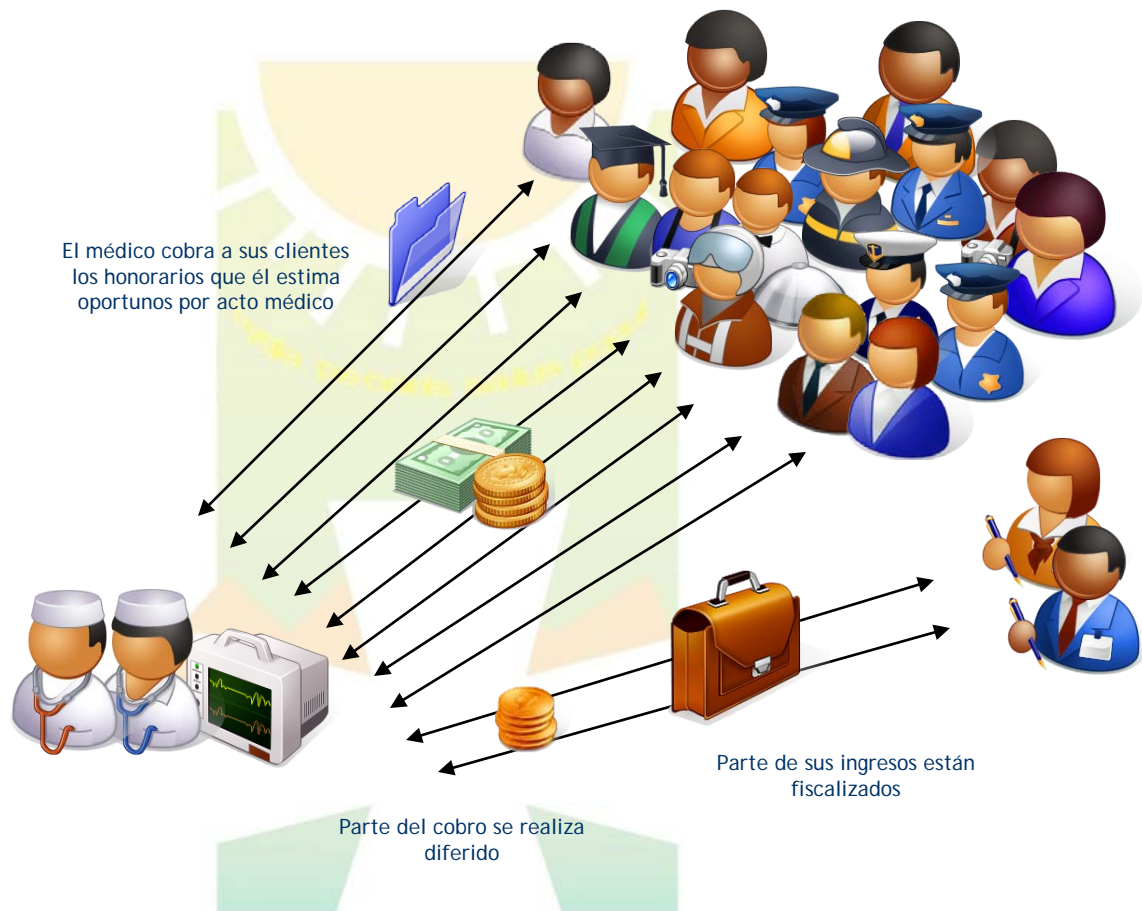 El médico cobra a sus clientes
los honorarios que él estima
oportunos por acto médico
Parte de sus ingresos están
fiscalizados
Parte del cobro se realiza
diferido